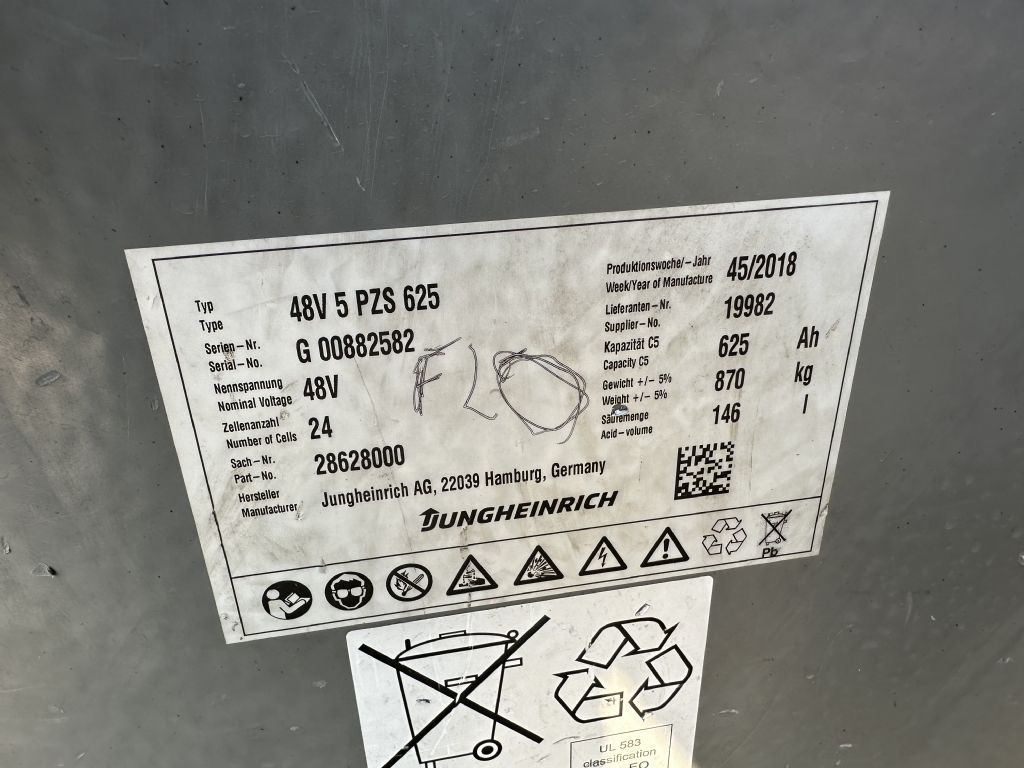 Typ
Type
48V 5 PZS 625
Serien-Nr.
Serial-No.
G 00882582
Nennspannung
Nominal Voltage
48V
Zellenanzahl
Number of Cells
24
Sach-Nr.
Part-No.
28628000
Hersteller
Manufacturer
Jungheinrich AG, 22039 Hamburg, Germany
JUNGHEINRICH
Produktionswoche/-Jahr
Week/Year of Manufacture
45/2018
Lieferanten-Nr.
Supplier-No.
19982
Kapazität C5
Capacity C5
625 Ah
Gewicht +/- 5%
Weight +/- 5%
870 kg
Säuremenge
Acid-volume
146 l
Pb
UL 583
classification